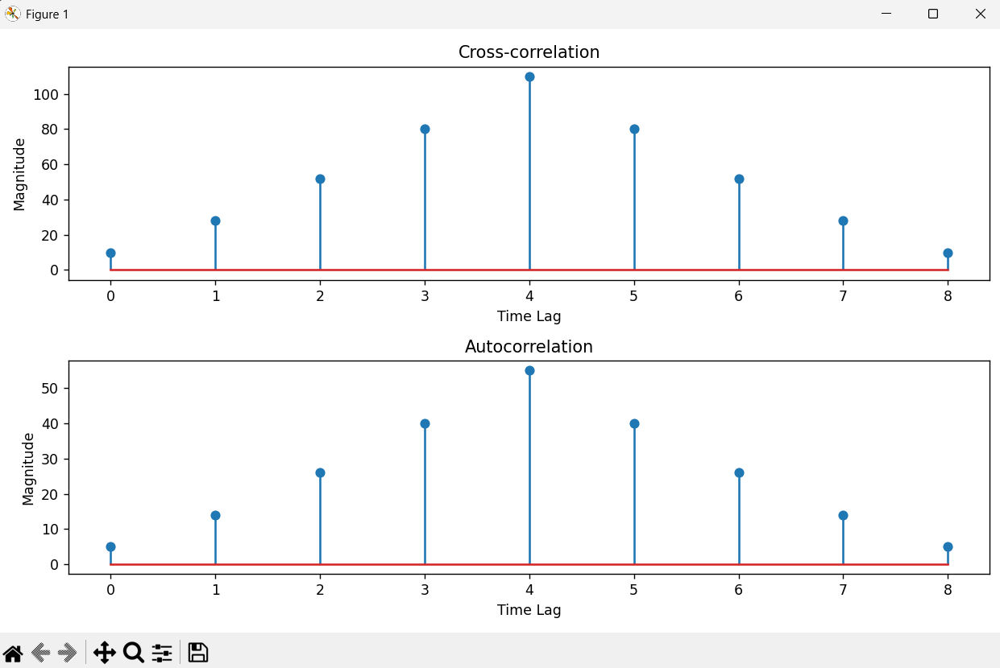 Figure 1
Cross-correlation
Magnitude
100
80
60
40
20
0
0 1 2 3 4 5 6 7 8
Time Lag
Autocorrelation
Magnitude
50
40
30
20
10
0
0 1 2 3 4 5 6 7 8
Time Lag